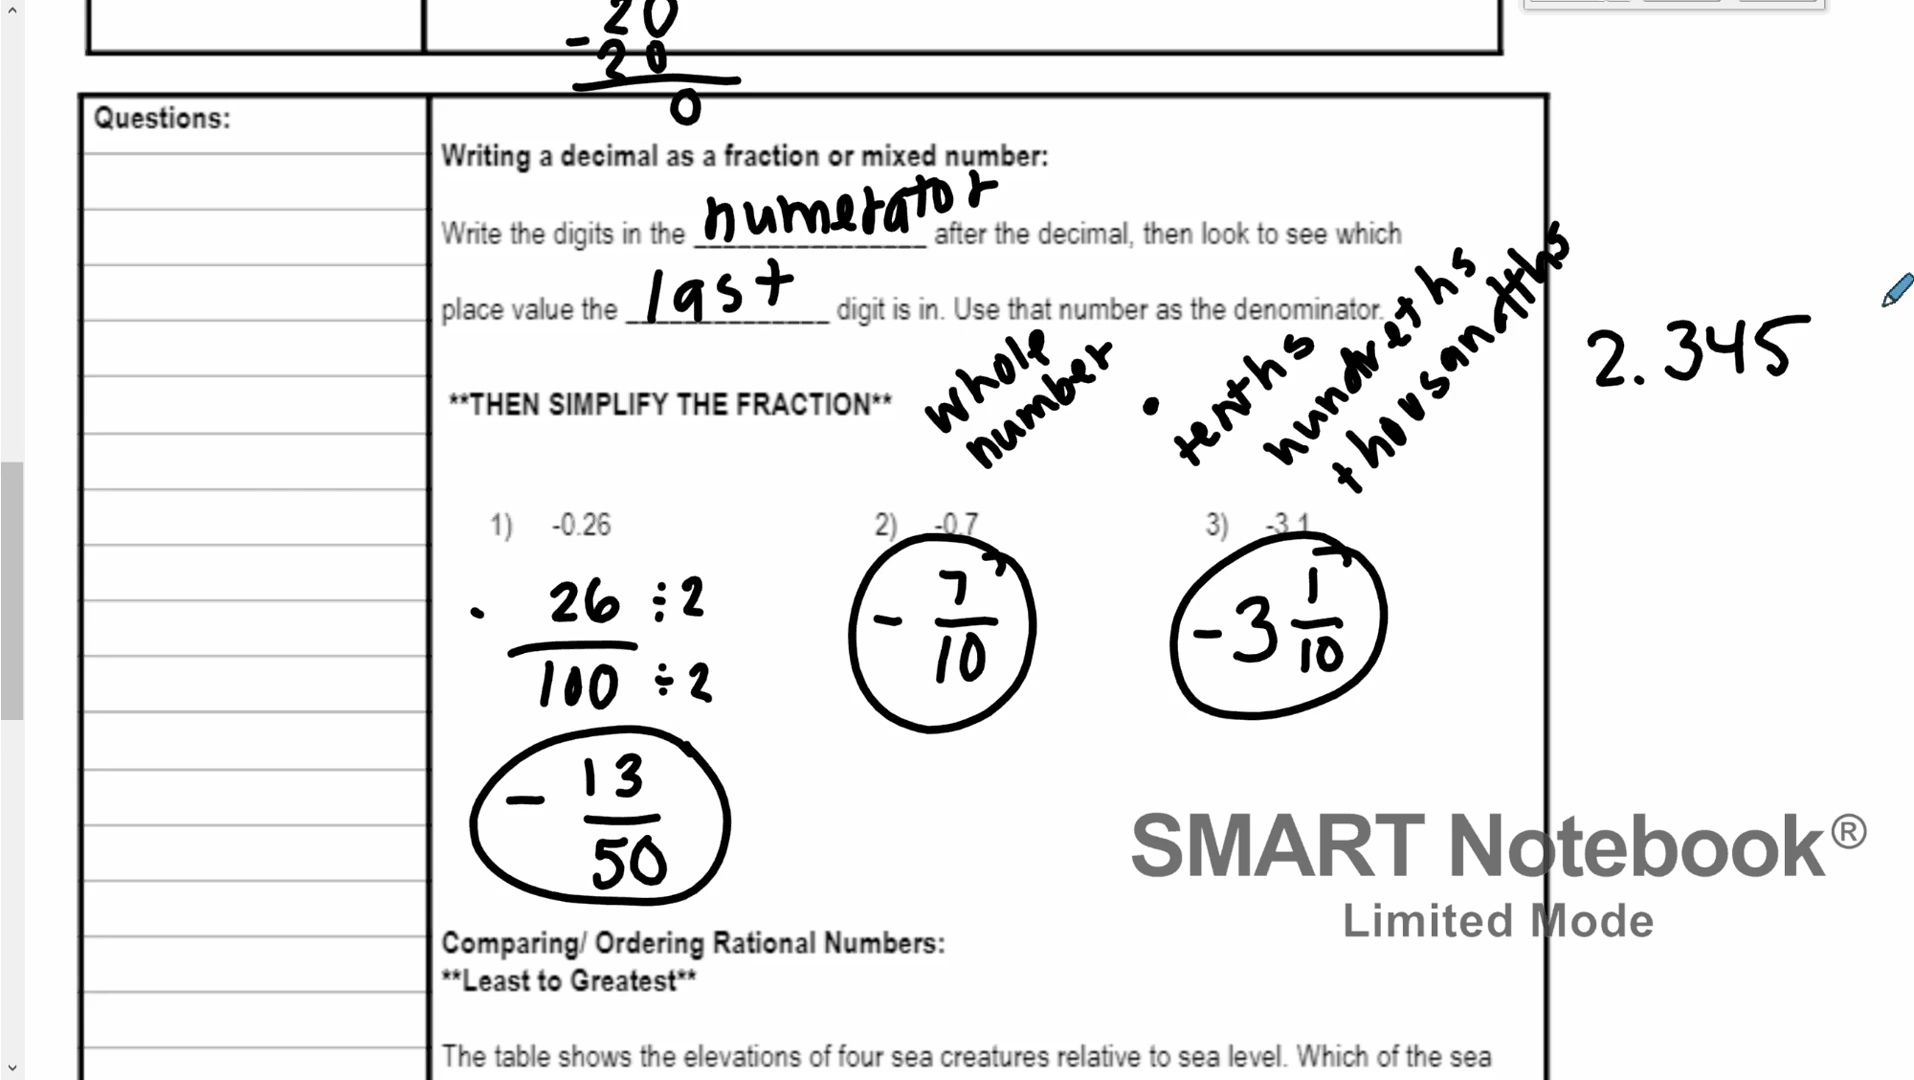 20
- 20
0
Questions:
Writing a decimal as a fraction or mixed number:
Write the digits in the numerator after the decimal, then look to see which
place value the last digit is in. Use that number as the denominator.
**THEN SIMPLIFY THE FRACTION**
whole
number
.
tenths
hundreths
thousandths
2.345
1) -0.26
2) -0.7
3) -3.1
26 ÷2
100 ÷2
- 13
50
- 7
10
-3 1
10
SMART Notebook®
Limited Mode
Comparing/ Ordering Rational Numbers:
**Least to Greatest**
The table shows the elevations of four sea creatures relative to sea level. Which of the sea